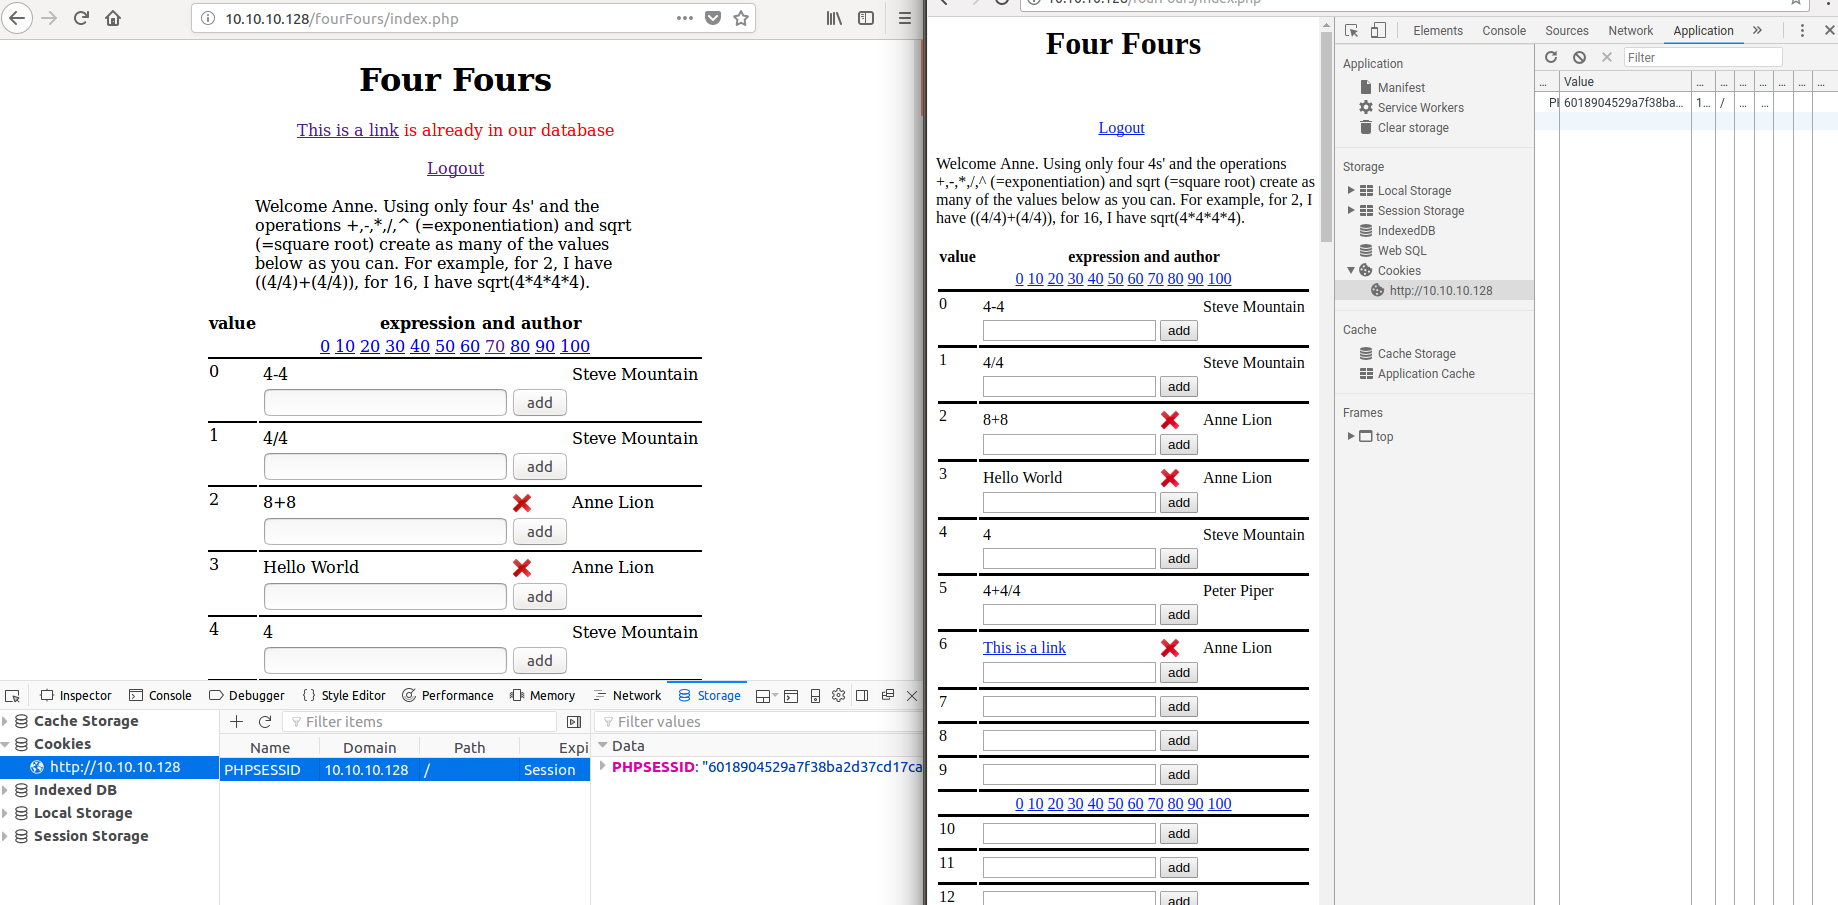 10.10.10.128/fourFours/index.php
Four Fours
This is a link is already in our database
Logout
Welcome Anne. Using only four 4s' and the
operations +,-,*,/,^ (=exponentiation) and sqrt
(=square root) create as many of the values
below as you can. For example, for 2, I have
((4/4)+(4/4)), for 16, I have sqrt(4*4*4*4).
value expression and author
0 10 20 30 40 50 60 70 80 90 100
0 4-4 Steve Mountain
add
1 4/4 Steve Mountain
add
2 8+8 Anne Lion
add
3 Hello World Anne Lion
add
4 4 Steve Mountain
add
Inspector Console Debugger {} Style Editor Performance Memory Network Storage
Cache Storage
Cookies
http://10.10.10.128
Indexed DB
Local Storage
Session Storage
Filter items
Name Domain Path Expi
PHPSESSID 10.10.10.128 / Session
Filter values
Data
PHPSESSID: "6018904529a7f38ba2d37cd17ca
Four Fours
Logout
Welcome Anne. Using only four 4s' and the operations
+,-,*,/,^ (=exponentiation) and sqrt (=square root) create as
many of the values below as you can. For example, for 2, I
have ((4/4)+(4/4)), for 16, I have sqrt(4*4*4*4).
value expression and author
0 10 20 30 40 50 60 70 80 90 100
0 4-4 Steve Mountain
add
1 4/4 Steve Mountain
add
2 8+8 Anne Lion
add
3 Hello World Anne Lion
add
4 4 Steve Mountain
add
5 4+4/4 Peter Piper
add
6 This is a link Anne Lion
add
7 add
8 add
9 add
0 10 20 30 40 50 60 70 80 90 100
10 add
11 add
12 add
Elements Console Sources Network Application »
Application
Manifest
Service Workers
Clear storage
Storage
Local Storage
Session Storage
IndexedDB
Web SQL
Cookies
http://10.10.10.128
Cache
Cache Storage
Application Cache
Frames
top
Filter
... Value ... ... ... ... ... ... ...
PH 6018904529a7f38ba... 1... / ... ...